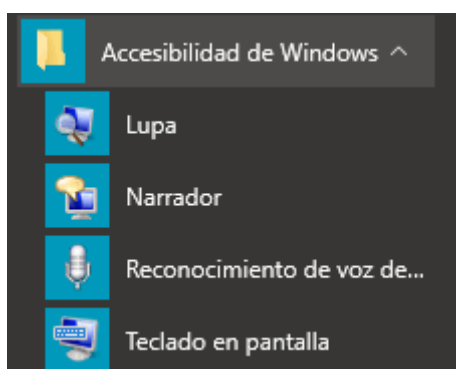 Accesibilidad de Windows
Lupa
Narrador
Reconocimiento de voz de...
Teclado en pantalla